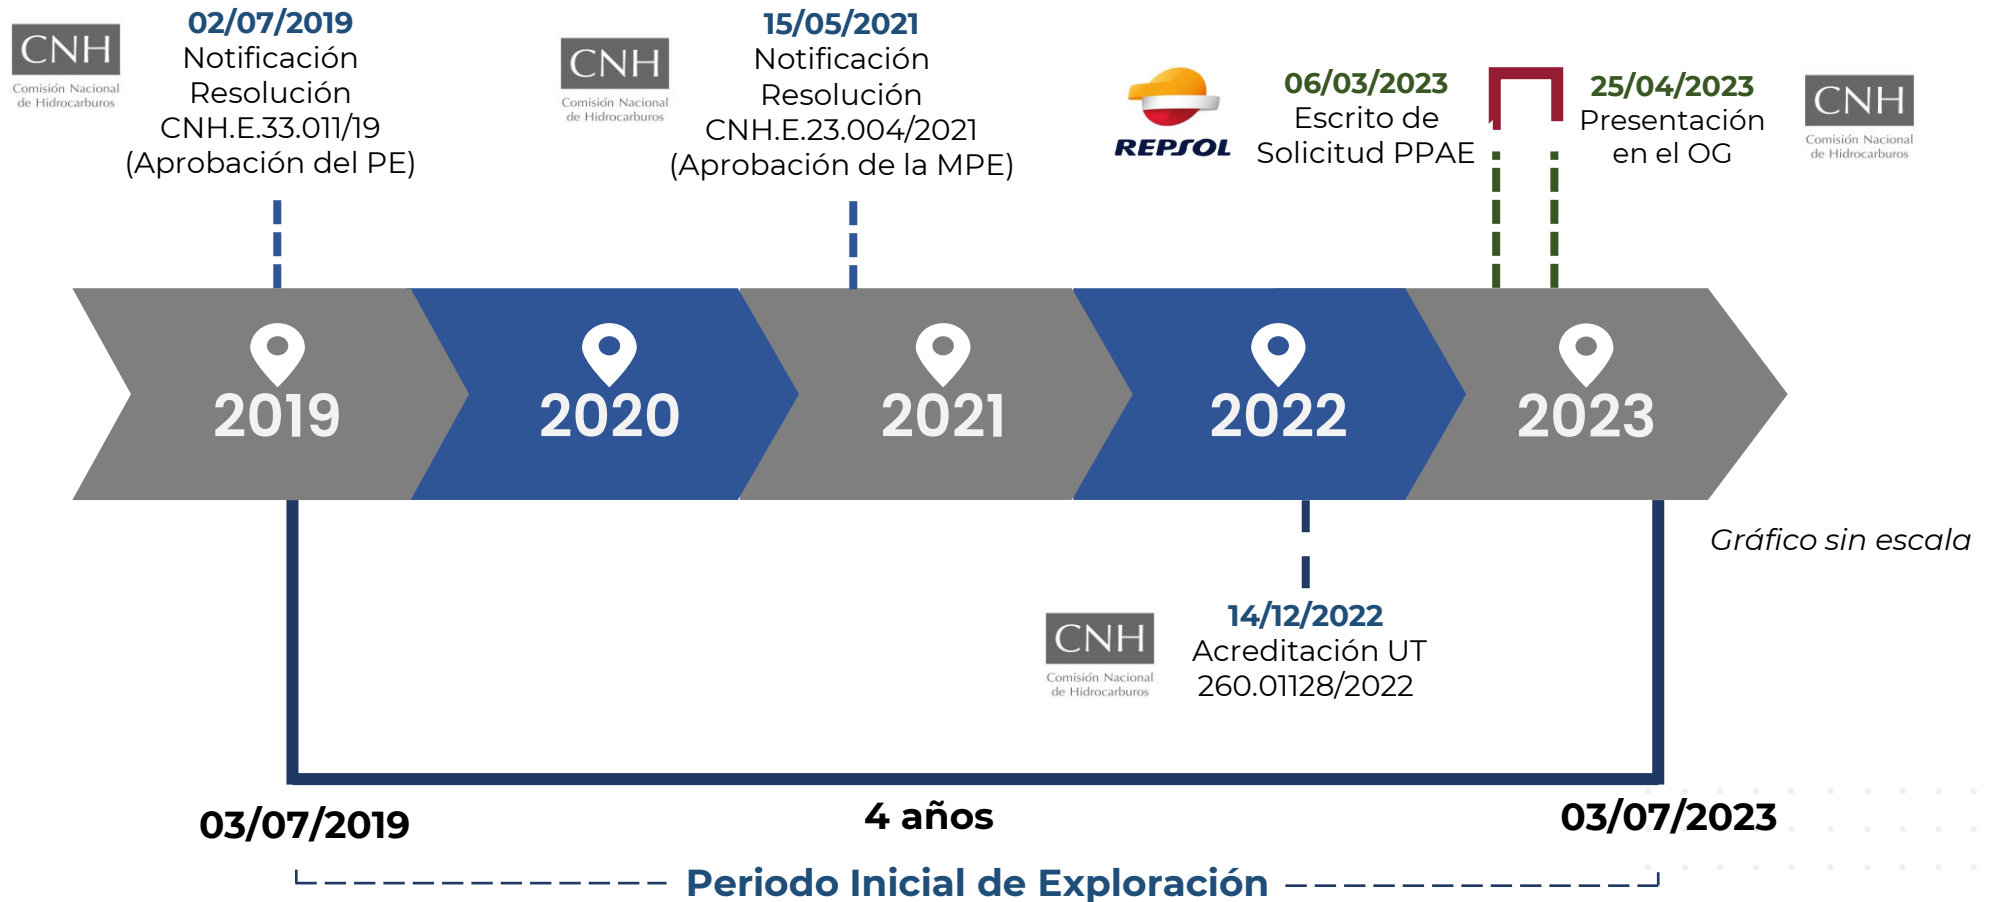 CNH
Comisión Nacional
de Hidrocarburos
02/07/2019
Notificación
Resolución
CNH.E.33.011/19
(Aprobación del PE)
CNH
Comisión Nacional
de Hidrocarburos
15/05/2021
Notificación
Resolución
CNH.E.23.004/2021
(Aprobación de la MPE)
REPSOL
06/03/2023
Escrito de
Solicitud PPAE
25/04/2023
Presentación
en el OG
CNH
Comisión Nacional
de Hidrocarburos
2019
2020
2021
2022
2023
Gráfico sin escala
CNH
Comisión Nacional
de Hidrocarburos
14/12/2022
Acreditación UT
260.01128/2022
03/07/2019
4 años
03/07/2023
Periodo Inicial de Exploración